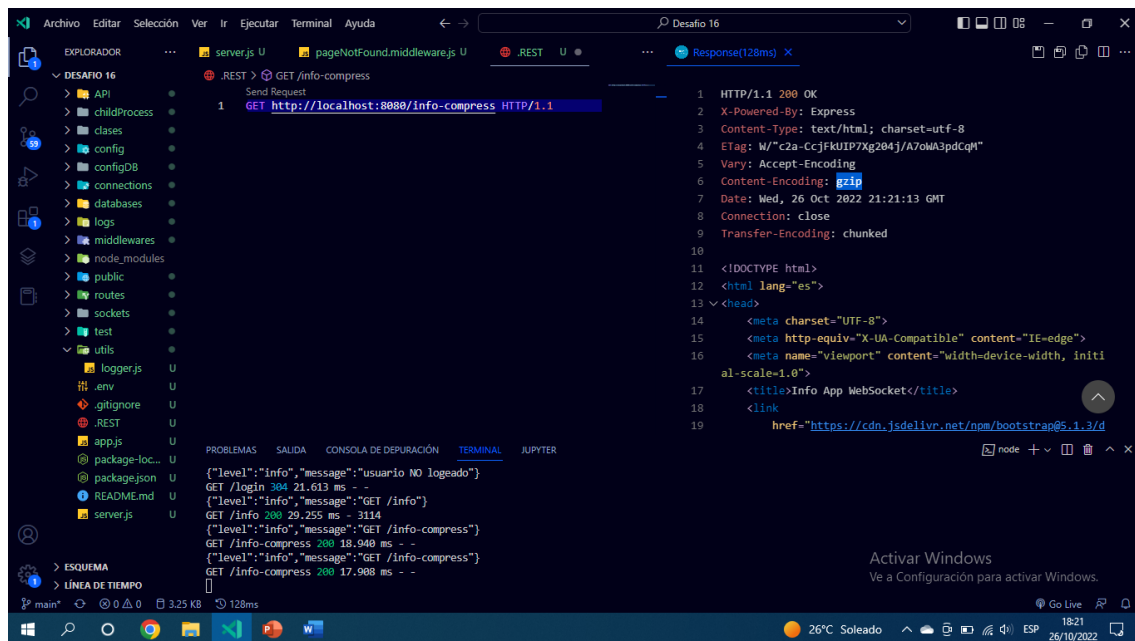 Archivo Editar Selección Ver Ir Ejecutar Terminal Ayuda
Desafio 16
EXPLORADOR
DESAFIO 16
API
childProcess
clases
config
configDB
connections
databases
logs
middlewares
node_modules
public
routes
sockets
test
utils
logger.js U
.env U
.gitignore U
.REST U
app.js U
package-loc... U
package.json U
README.md U
server.js U
ESQUEMA
LÍNEA DE TIEMPO
server.js U pageNotFound.middleware.js U .REST U
.REST > GET /info-compress
Send Request
1 GET http://localhost:8080/info-compress HTTP/1.1
Response(128ms)
1 HTTP/1.1 200 OK
2 X-Powered-By: Express
3 Content-Type: text/html; charset=utf-8
4 ETag: W/"c2a-CcjFkUIP7Xg204j/A7oWA3pdCqM"
5 Vary: Accept-Encoding
6 Content-Encoding: gzip
7 Date: Wed, 26 Oct 2022 21:21:13 GMT
8 Connection: close
9 Transfer-Encoding: chunked
10
11 <!DOCTYPE html>
12 <html lang="es">
13 <head>
14 <meta charset="UTF-8">
15 <meta http-equiv="X-UA-Compatible" content="IE=edge">
16 <meta name="viewport" content="width=device-width, initi
al-scale=1.0">
17 <title>Info App WebSocket</title>
18 <link
19 href="https://cdn.jsdelivr.net/npm/bootstrap@5.1.3/d
PROBLEMAS SALIDA CONSOLA DE DEPURACIÓN TERMINAL JUPYTER
node
{"level":"info","message":"usuario NO logeado"}
GET /login 304 21.613 ms - -
{"level":"info","message":"GET /info"}
GET /info 200 29.255 ms - 3114
{"level":"info","message":"GET /info-compress"}
GET /info-compress 200 18.940 ms - -
{"level":"info","message":"GET /info-compress"}
GET /info-compress 200 17.908 ms - -
Activar Windows
Ve a Configuración para activar Windows.
main* 0 0 3.25 KB 128ms
Go Live
59
1
1
1
26°C Soleado
ESP
18:21
26/10/2022